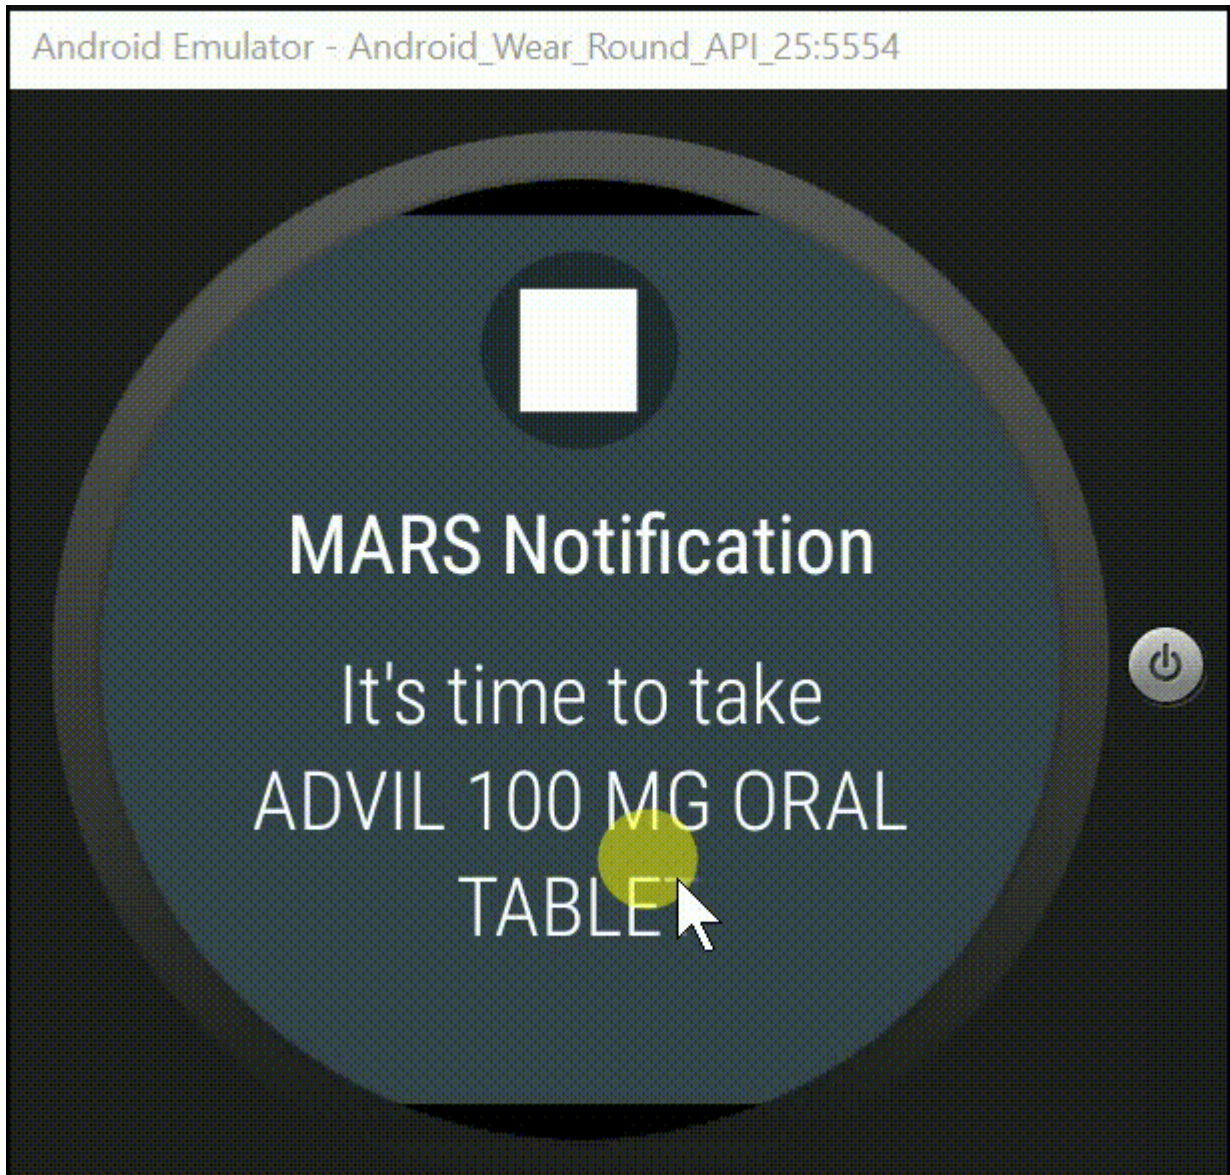 Android Emulator - Android_Wear_Round_API_25:5554
MARS Notification
It's time to take
ADVIL 100 MG ORAL
TABLET